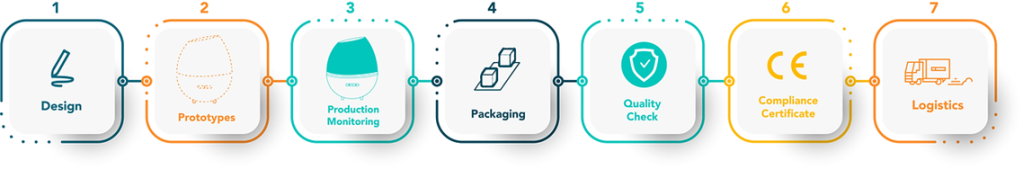 1
2
3
4
5
6
7
Design
Prototypes
Production
Monitoring
Packaging
Quality
Check
CE
Compliance
Certificate
Logistics